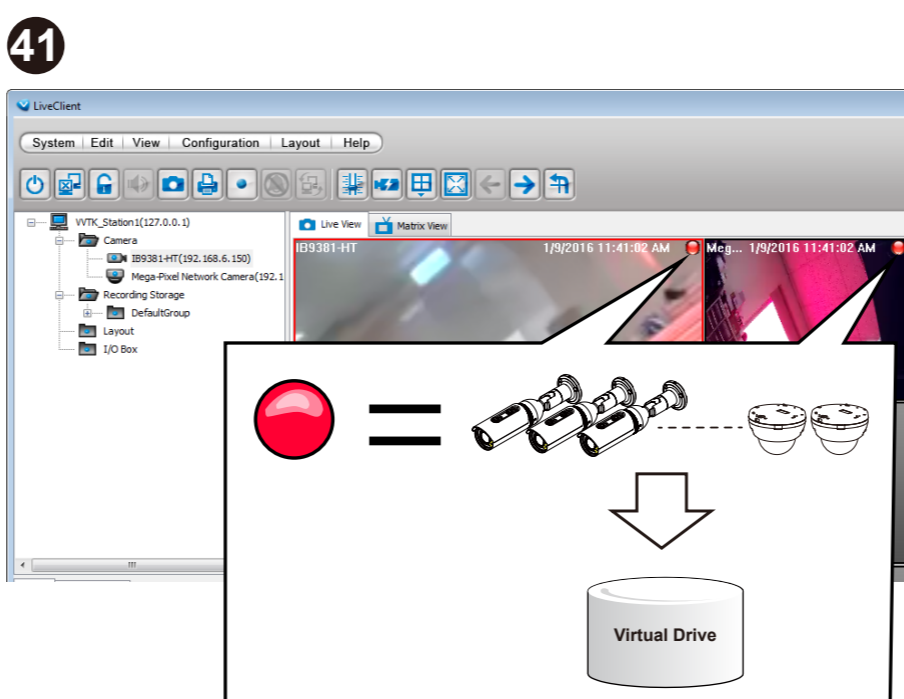 41
LiveClient
System Edit View Configuration Layout Help
VVTK_Station1(127.0.0.1)
Camera
IB9381-HT(192.168.6.150)
Mega-Pixel Network Camera(192.1
Recording Storage
DefaultGroup
Layout
I/O Box
Live View Matrix View
IB9381-HT 1/9/2016 11:41:02 AM
Meg... 1/9/2016 11:41:02 AM
Virtual Drive